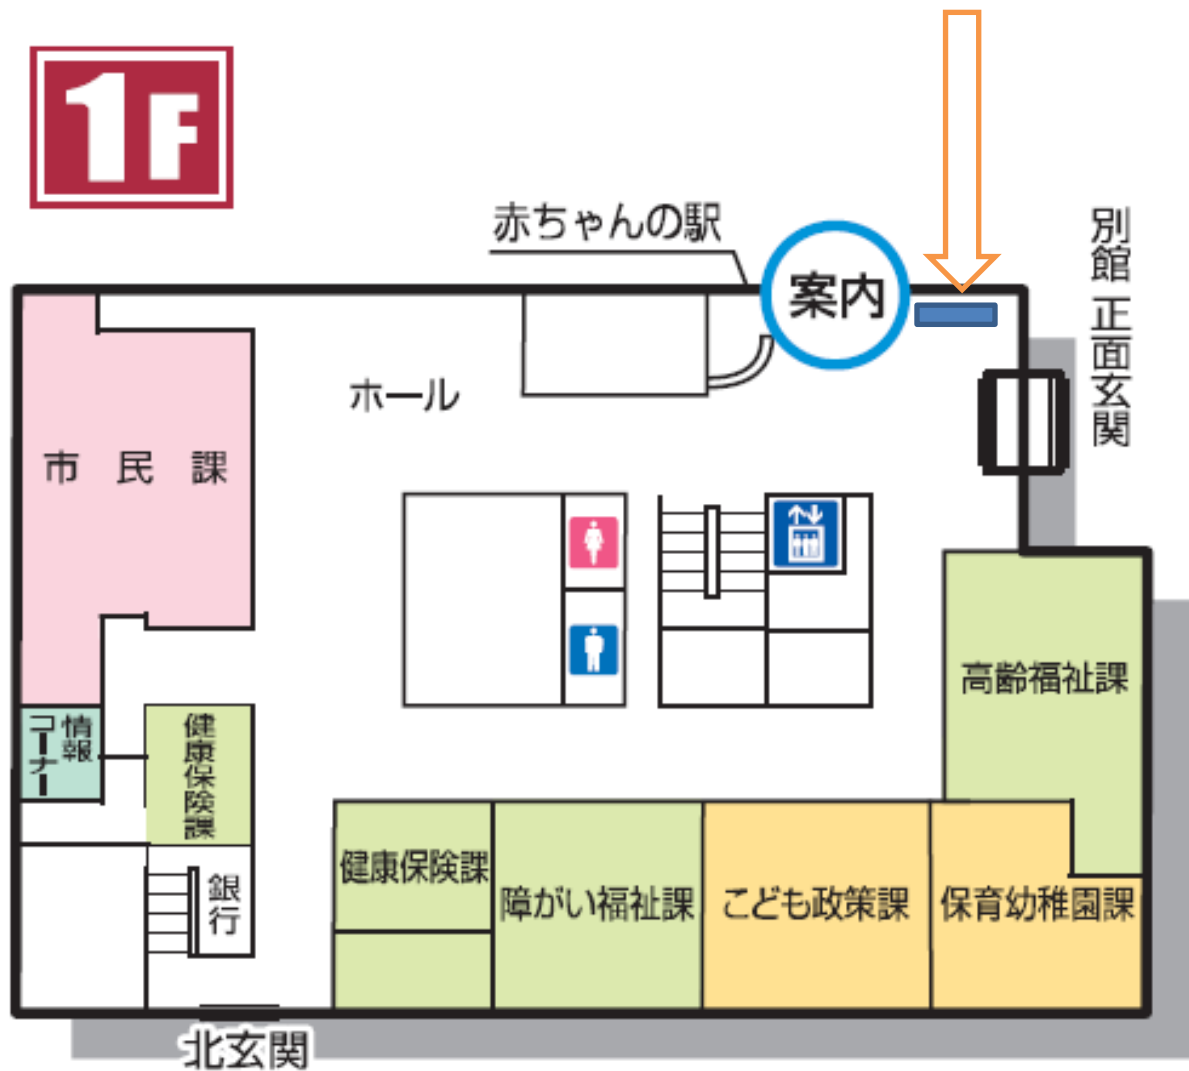 1F
赤ちゃんの駅
案内
別館 正面玄関
ホール
市民課
高齢福祉課
情報
コーナー
健康保険課
健康保険課
障がい福祉課
こども政策課
保育幼稚園課
銀行
北玄関